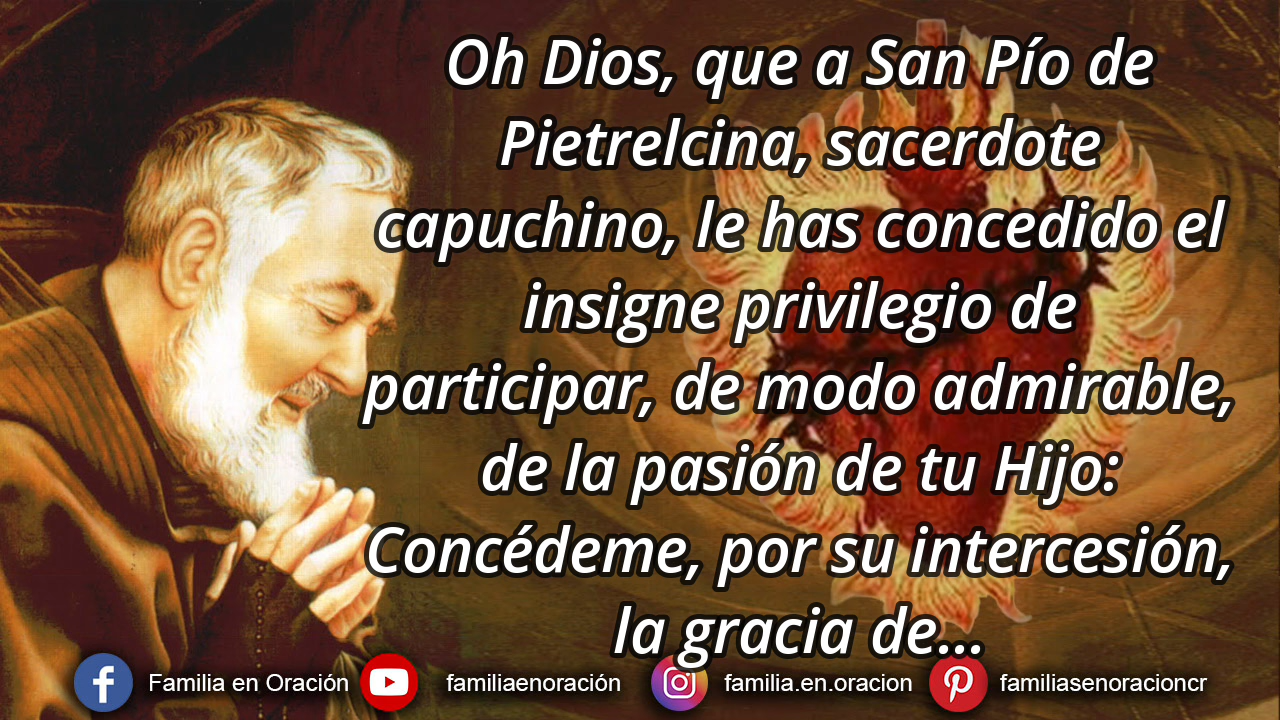 Oh Dios, que a San Pío de
Pietrelcina, sacerdote
capuchino, le has concedido el
insigne privilegio de
participar, de modo admirable,
de la pasión de tu Hijo:
Concédeme, por su intercesión,
la gracia de...
Familia en Oración familiaenoración familia.en.oracion familiasenoracioncr